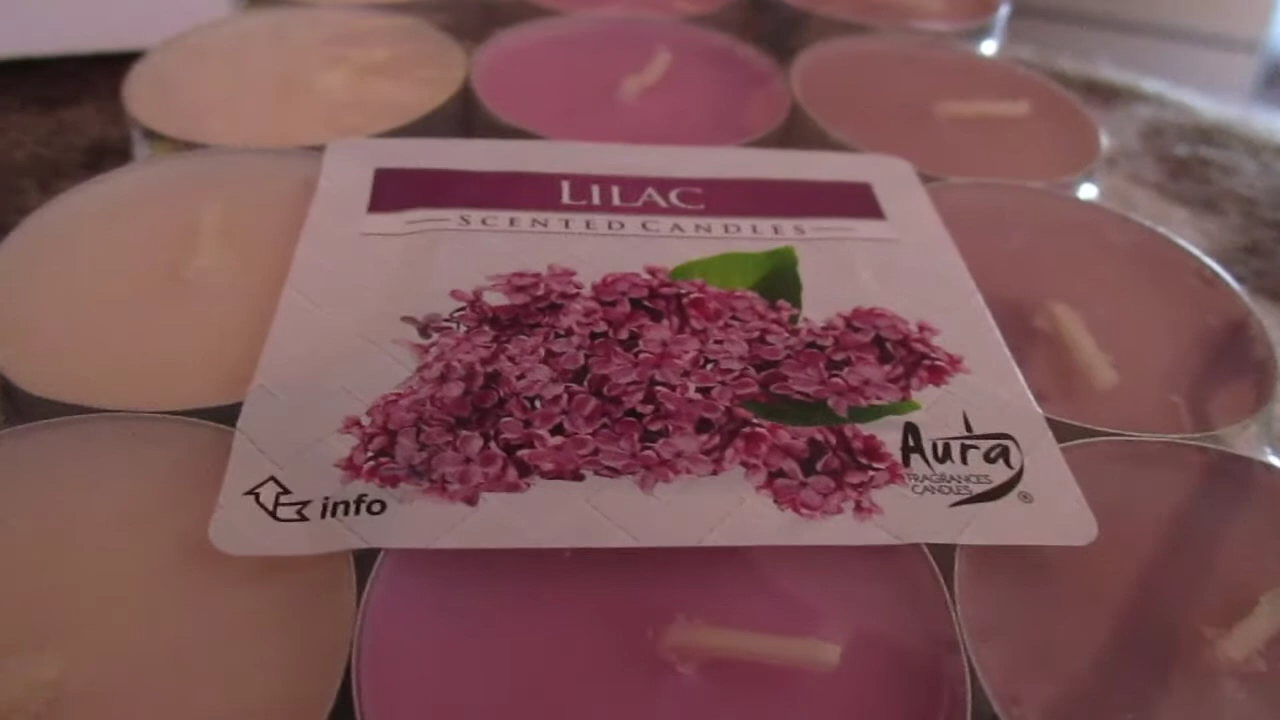 LILAC
SCENTED CANDLES
Aura
FRAGRANCES
CANDLES
®
info